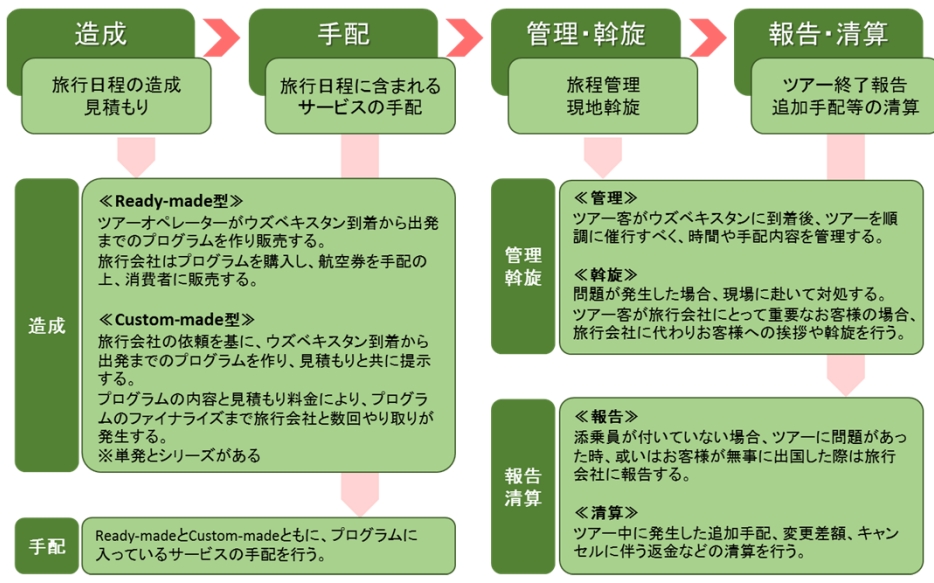 造成
手配
管理・斡旋
報告・清算
旅行日程の造成
見積もり
旅行日程に含まれる
サービスの手配
旅程管理
現地斡旋
ツアー終了報告
追加手配等の清算
造成
≪Ready-made型≫
ツアーオペレーターがウズベキスタン到着から出発
までのプログラムを作り販売する。
旅行会社はプログラムを購入し、航空券を手配の
上、消費者に販売する。
≪Custom-made型≫
旅行会社の依頼を基に、ウズベキスタン到着から
出発までのプログラムを作り、見積もりと共に提示
する。
プログラムの内容と見積もり料金により、プログラ
ムのファイナライズまで旅行会社と数回やり取りが
発生する。
※単発とシリーズがある
手配
Ready-madeとCustom-madeともに、プログラムに
入っているサービスの手配を行う。
管理
斡旋
≪管理≫
ツアー客がウズベキスタンに到着後、ツアーを順
調に催行すべく、時間や手配内容を管理する。
≪斡旋≫
問題が発生した場合、現場に赴いて対処する。
ツアー客が旅行会社にとって重要なお客様の場合、
旅行会社に代わりお客様への挨拶や斡旋を行う。
報告
清算
≪報告≫
添乗員が付いていない場合、ツアーに問題があっ
た時、或いはお客様が無事に出国した際は旅行
会社に報告する。
≪清算≫
ツアー中に発生した追加手配、変更差額、キャン
セルに伴う返金などの清算を行う。